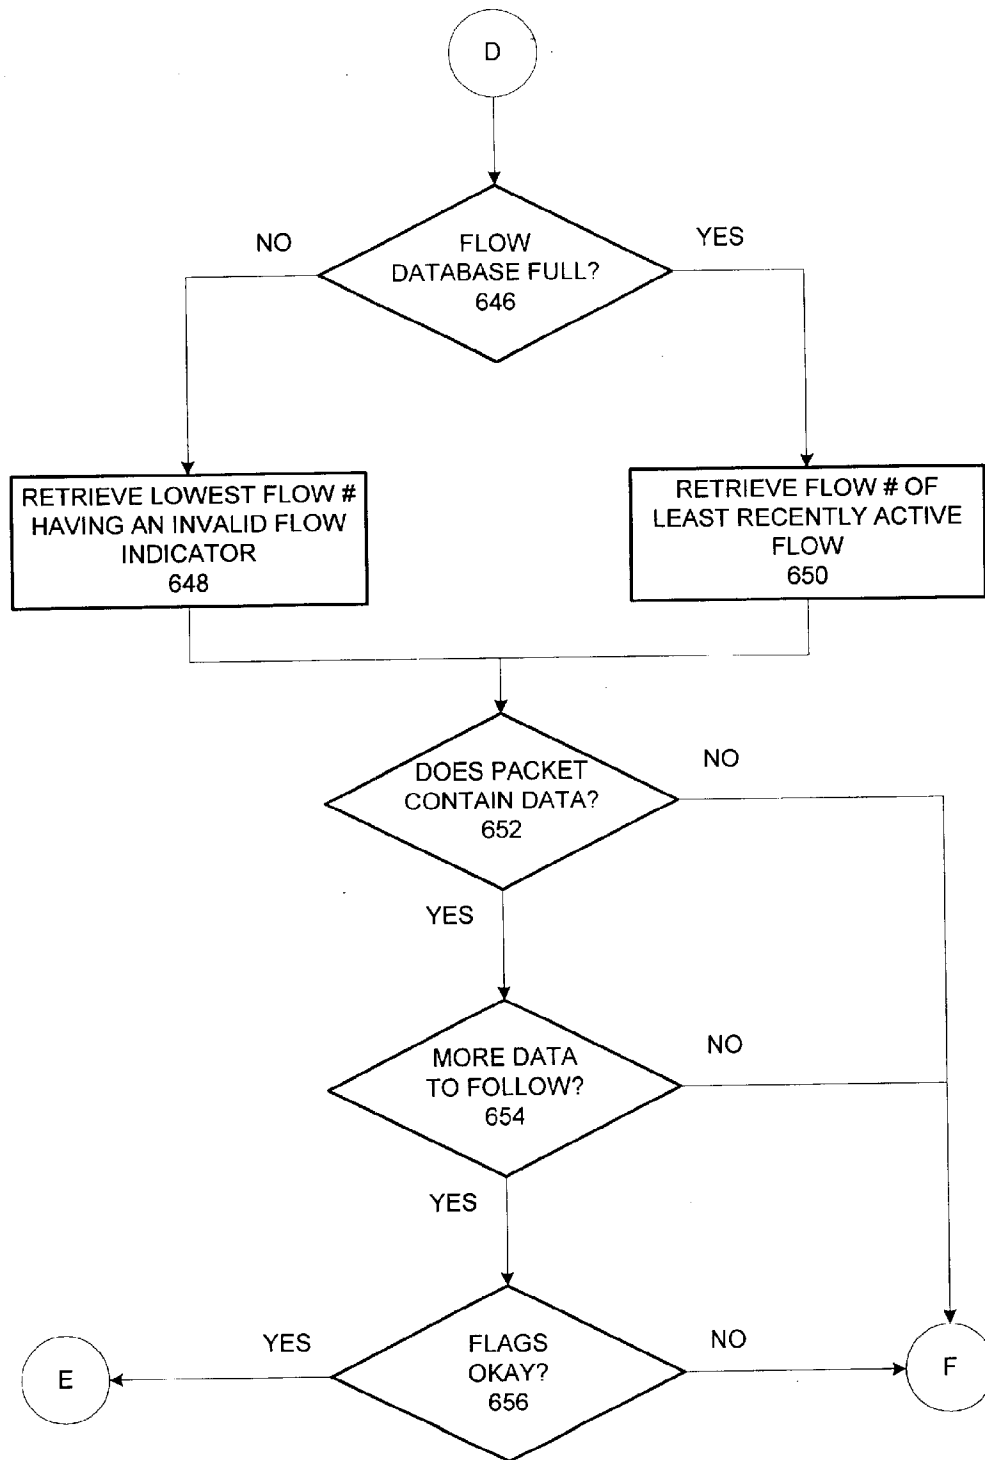 D
NO
YES
FLOW
DATABASE FULL?
646
RETRIEVE LOWEST FLOW #
HAVING AN INVALID FLOW
INDICATOR
648
RETRIEVE FLOW # OF
LEAST RECENTLY ACTIVE
FLOW
650
DOES PACKET
CONTAIN DATA?
652
NO
YES
MORE DATA
TO FOLLOW?
654
NO
YES
YES
FLAGS
OKAY?
656
NO
E
F